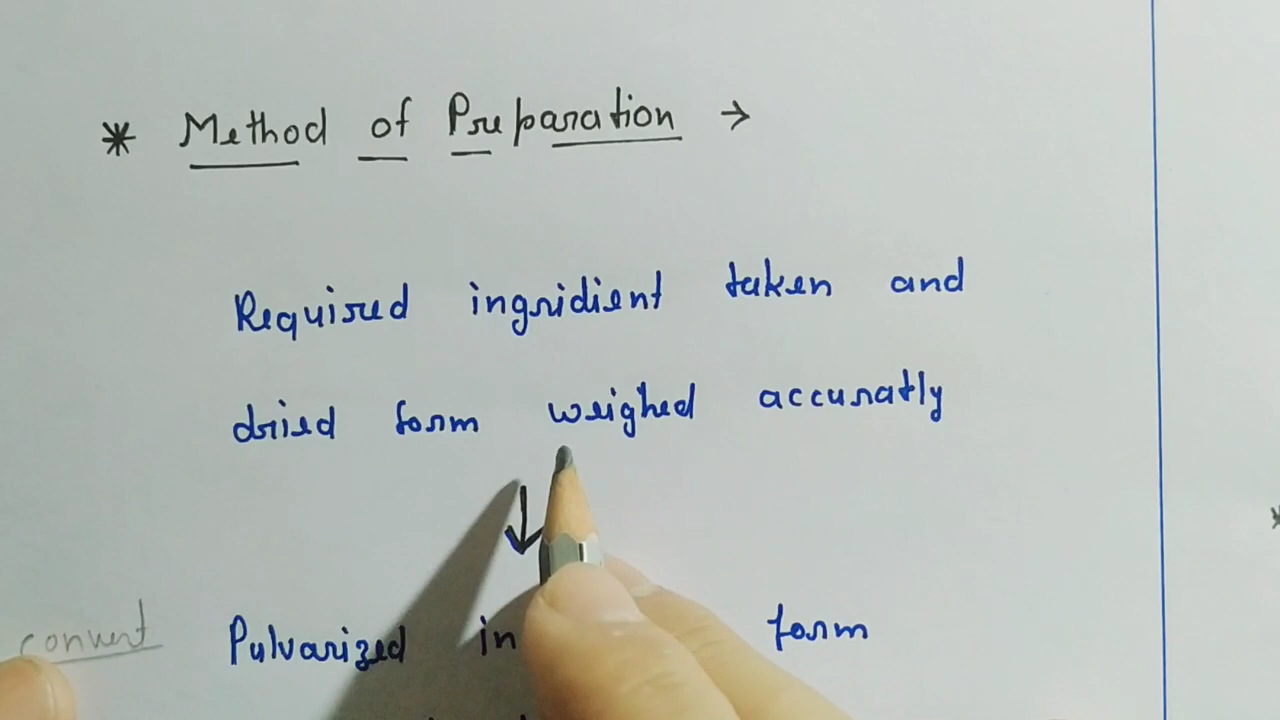 * Method of Preparation →
Required ingridient taken and
dried form weighed accuratly
↓
convert Pulvarized in form